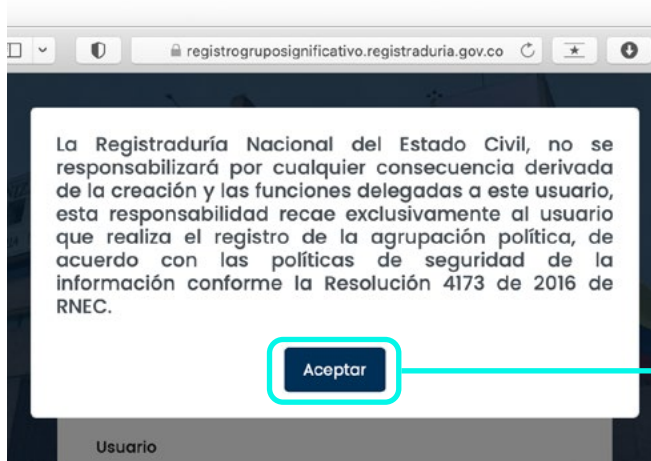 registrogruposignificativo.registraduria.gov.co
La Registraduría Nacional del Estado Civil, no se
responsabilizará por cualquier consecuencia derivada
de la creación y las funciones delegadas a este usuario,
esta responsabilidad recae exclusivamente al usuario
que realiza el registro de la agrupación política, de
acuerdo con las políticas de seguridad de la
información conforme la Resolución 4173 de 2016 de
RNEC.
Aceptar
Usuario